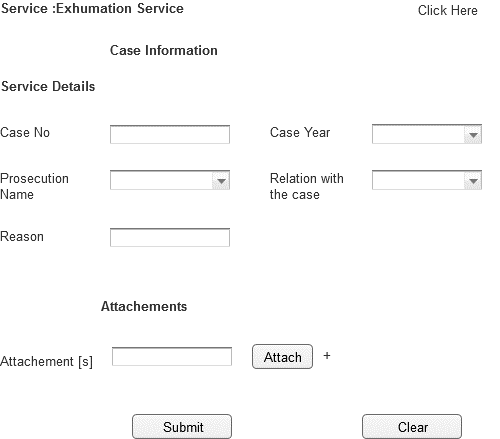 Service :Exhumation Service Click Here
Case Information
Service Details
Case No Case Year
Prosecution Name Relation with the case
Reason
Attachements
Attachement [s] Attach +
Submit Clear